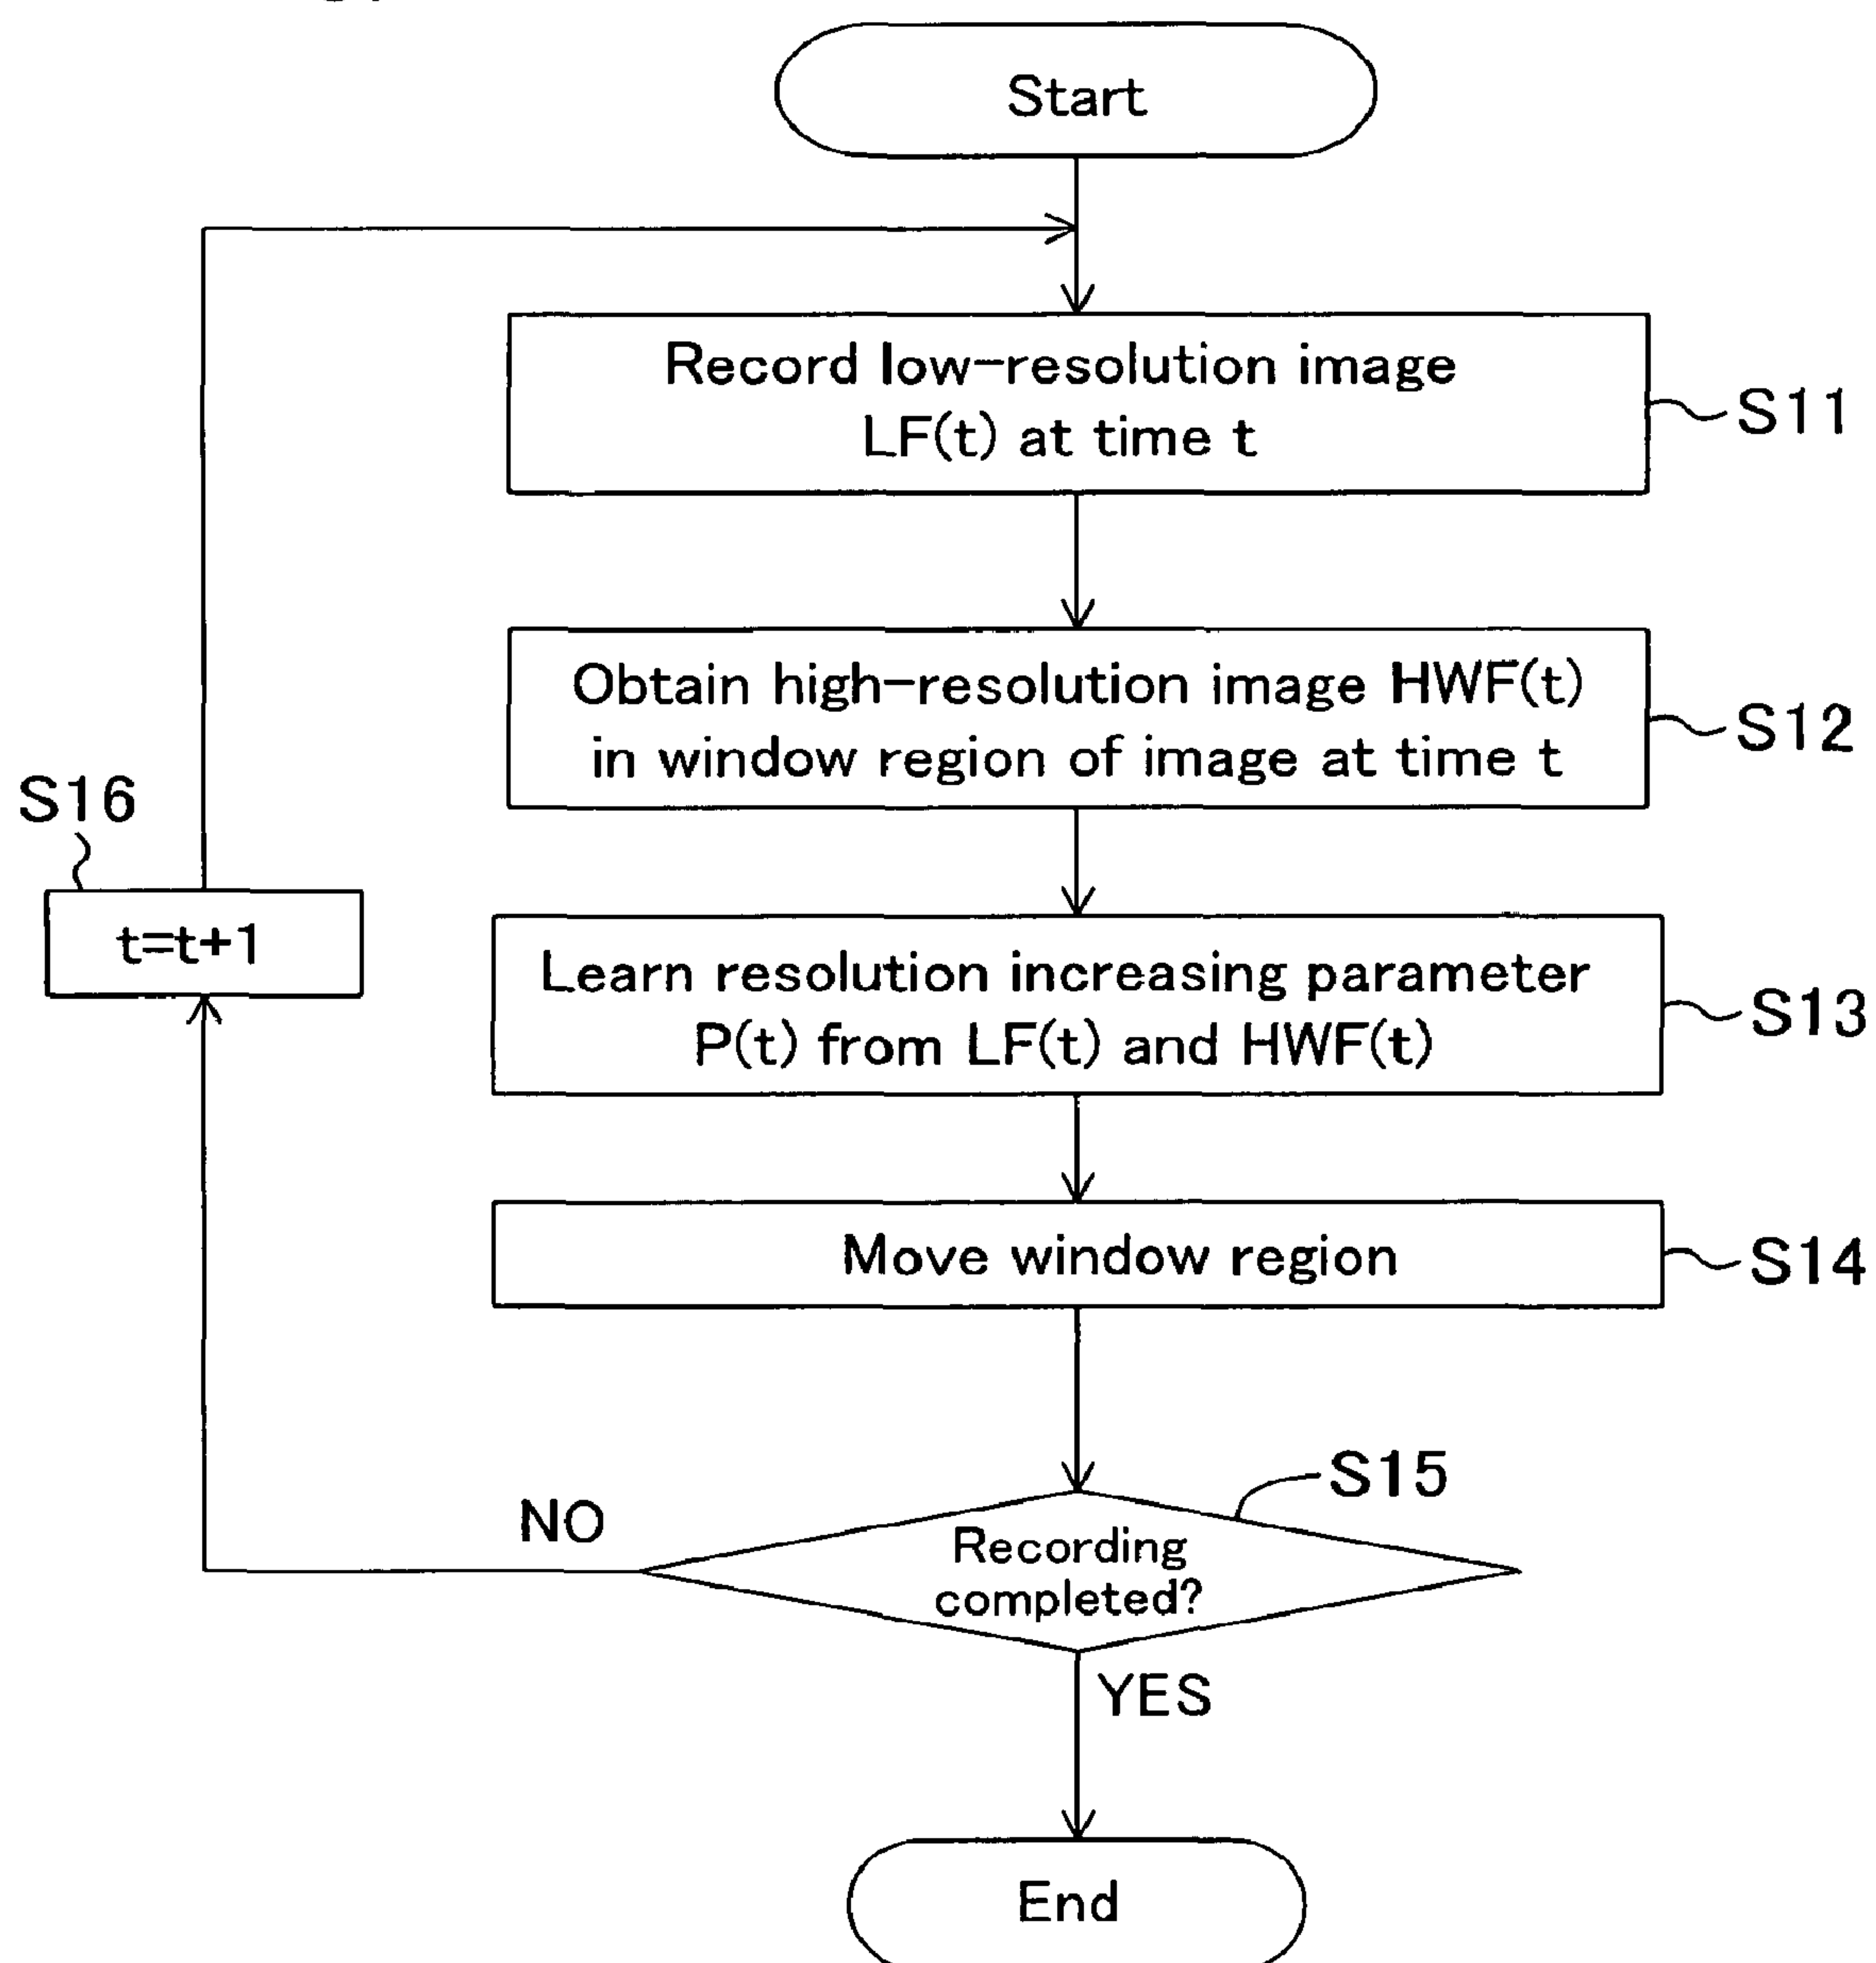 Start
Record low-resolution image
LF(t) at time t
S11
Obtain high-resolution image HWF(t)
in window region of image at time t
S12
S16
t=t+1
Learn resolution increasing parameter
P(t) from LF(t) and HWF(t)
S13
Move window region
S14
S15
NO
Recording
completed?
YES
End